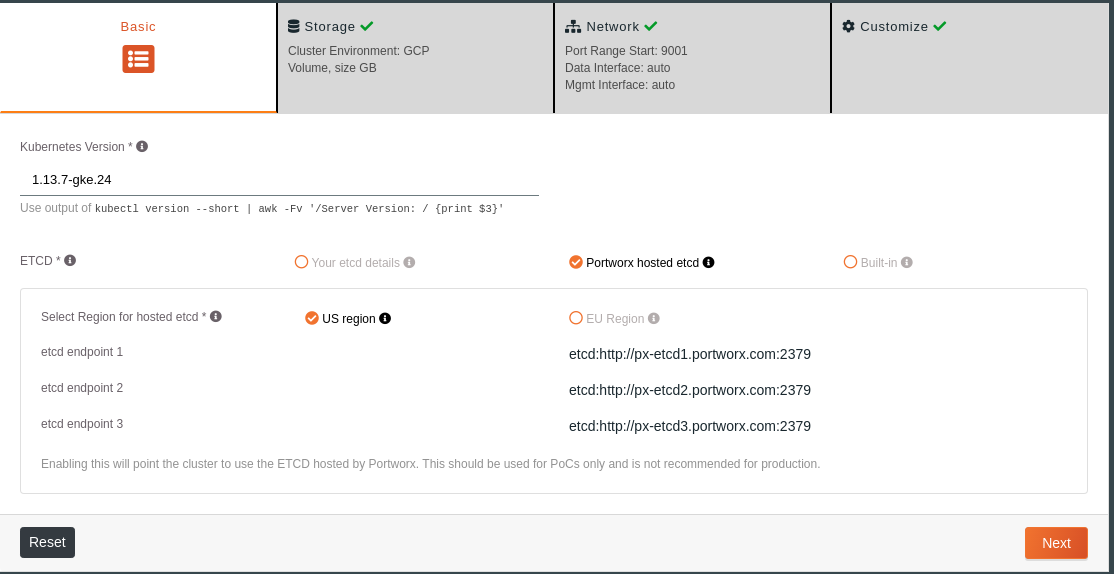 Basic
Storage
Cluster Environment: GCP
Volume, size GB
Network
Port Range Start: 9001
Data Interface: auto
Mgmt Interface: auto
Customize
Kubernetes Version *
1.13.7-gke.24
Use output of kubectl version --short | awk -Fv '/Server Version: / {print $3}'
ETCD * Your etcd details Portworx hosted etcd Built-in
Select Region for hosted etcd * US region EU Region
etcd endpoint 1 etcd:http://px-etcd1.portworx.com:2379
etcd endpoint 2 etcd:http://px-etcd2.portworx.com:2379
etcd endpoint 3 etcd:http://px-etcd3.portworx.com:2379
Enabling this will point the cluster to use the ETCD hosted by Portworx. This should be used for PoCs only and is not recommended for production.
Reset Next